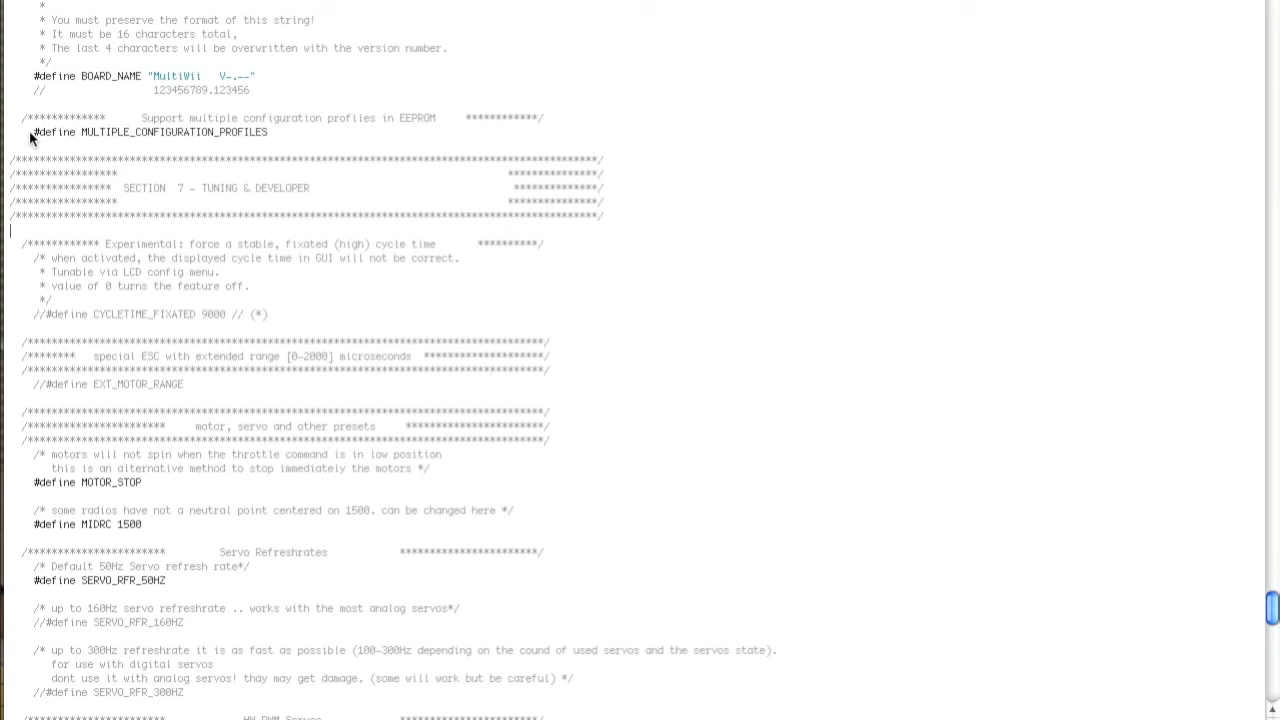 *
* You must preserve the format of this string!
* It must be 16 characters total,
* The last 4 characters will be overwritten with the version number.
*/
#define BOARD_NAME "MultiWii   V-.--"
//                  123456789.123456
/*************      Support multiple configuration profiles in EEPROM     ************/
#define MULTIPLE_CONFIGURATION_PROFILES
/*************************************************************************************************/
/*****************                                                                 ***************/
/****************  SECTION  7 - TUNING & DEVELOPER                                  **************/
/*****************                                                                 ***************/
/*************************************************************************************************/
/************ Experimental: force a stable, fixated (high) cycle time       **********/
/* when activated, the displayed cycle time in GUI will not be correct.
* Tunable via LCD config menu.
* value of 0 turns the feature off.
*/
//#define CYCLETIME_FIXATED 9000 // (*)
/**************************************************************************************/
/********   special ESC with extended range [0-2000] microseconds  ********************/
/**************************************************************************************/
//#define EXT_MOTOR_RANGE
/**************************************************************************************/
/***********************     motor, servo and other presets     ***********************/
/**************************************************************************************/
/* motors will not spin when the throttle command is in low position
this is an alternative method to stop immediately the motors */
#define MOTOR_STOP
/* some radios have not a neutral point centered on 1500. can be changed here */
#define MIDRC 1500
/***********************         Servo Refreshrates            ***********************/
/* Default 50Hz Servo refresh rate*/
#define SERVO_RFR_50HZ
/* up to 160Hz servo refreshrate .. works with the most analog servos*/
//#define SERVO_RFR_160HZ
/* up to 300Hz refreshrate it is as fast as possible (100-300Hz depending on the cound of used servos and the servos state).
for use with digital servos
dont use it with analog servos! thay may get damage. (some will work but be careful) */
//#define SERVO_RFR_300HZ
/***********************             HW PWM Servos             ***********************/